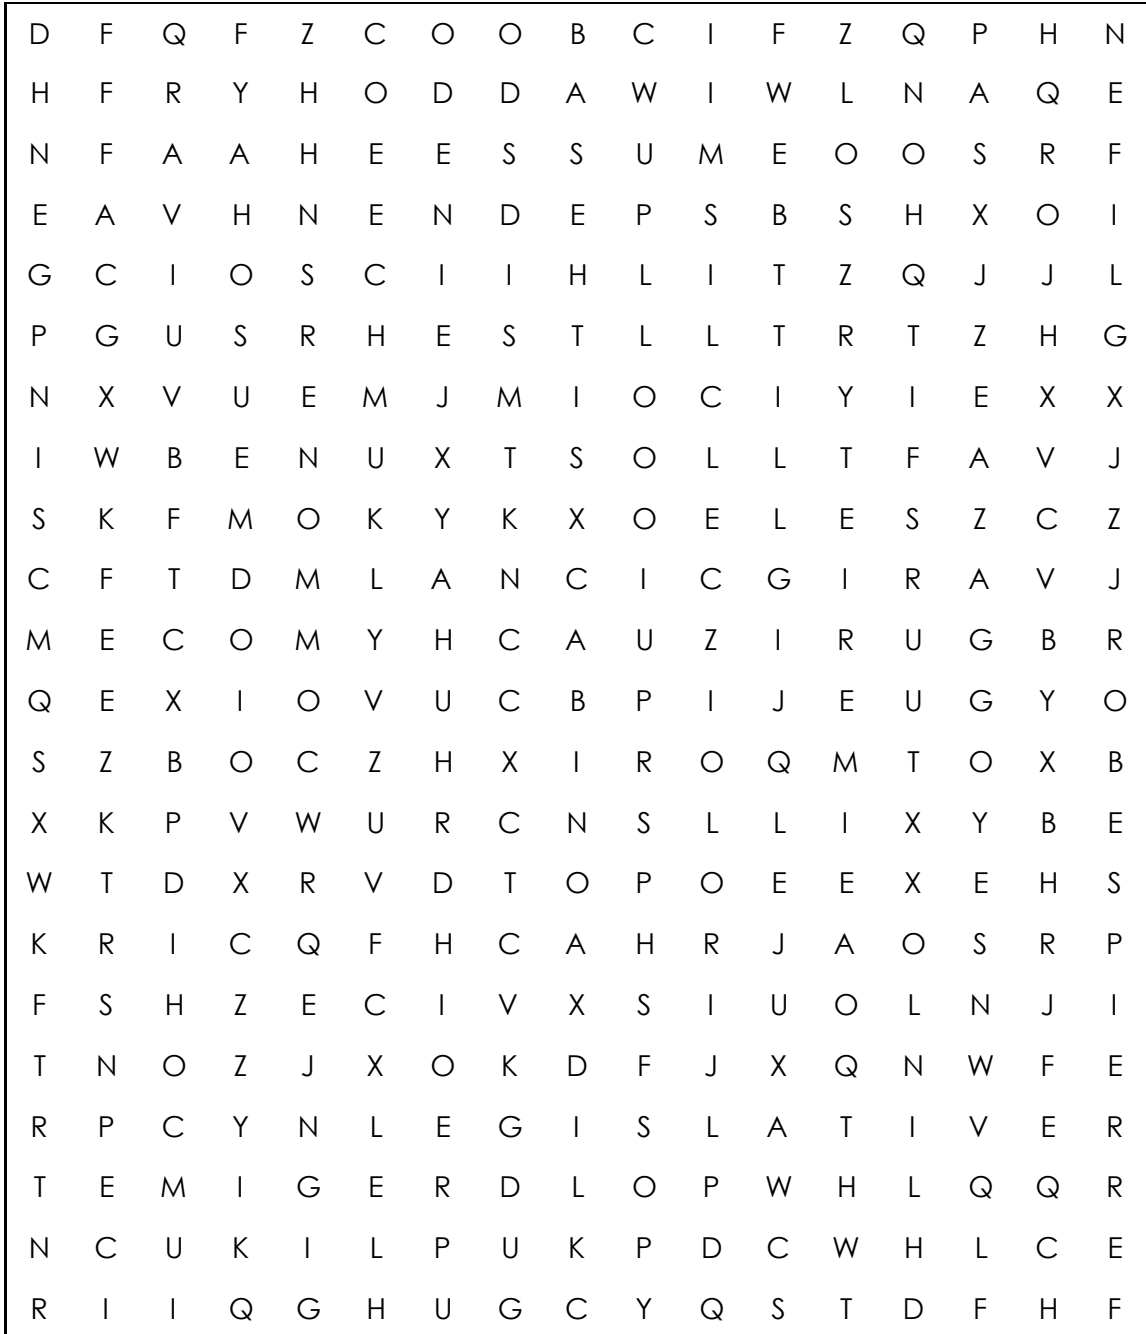 D F Q F Z C O O B C I F Z Q P H N
H F R Y H O D D A W I W L N A Q E
N F A A H E E S S U M E O O S R F
E A V H N E N D E P S B S H X O I
G C I O S C I I H L I T Z Q J J L
P G U S R H E S T L L T R T Z H G
N X V U E M J M I O C I Y I E X X
I W B E N U X T S O L L T F A V J
S K F M O K Y K X O E L E S Z C Z
C F T D M L A N C I C G I R A V J
M E C O M Y H C A U Z I R U G B R
Q E X I O V U C B P I J E U G Y O
S Z B O C Z H X I R O Q M T O X B
X K P V W U R C N S L L I X Y B E
W T D X R V D T O P O E E X E H S
K R I C Q F H C A H R J A O S R P
F S H Z E C I V X S I U O L N J I
T N O Z J X O K D F J X Q N W F E
R P C Y N L E G I S L A T I V E R
T E M I G E R D L O P W H L Q Q R
N C U K I L P U K P D C W H L C E
R I I Q G H U G C Y Q S T D F H F